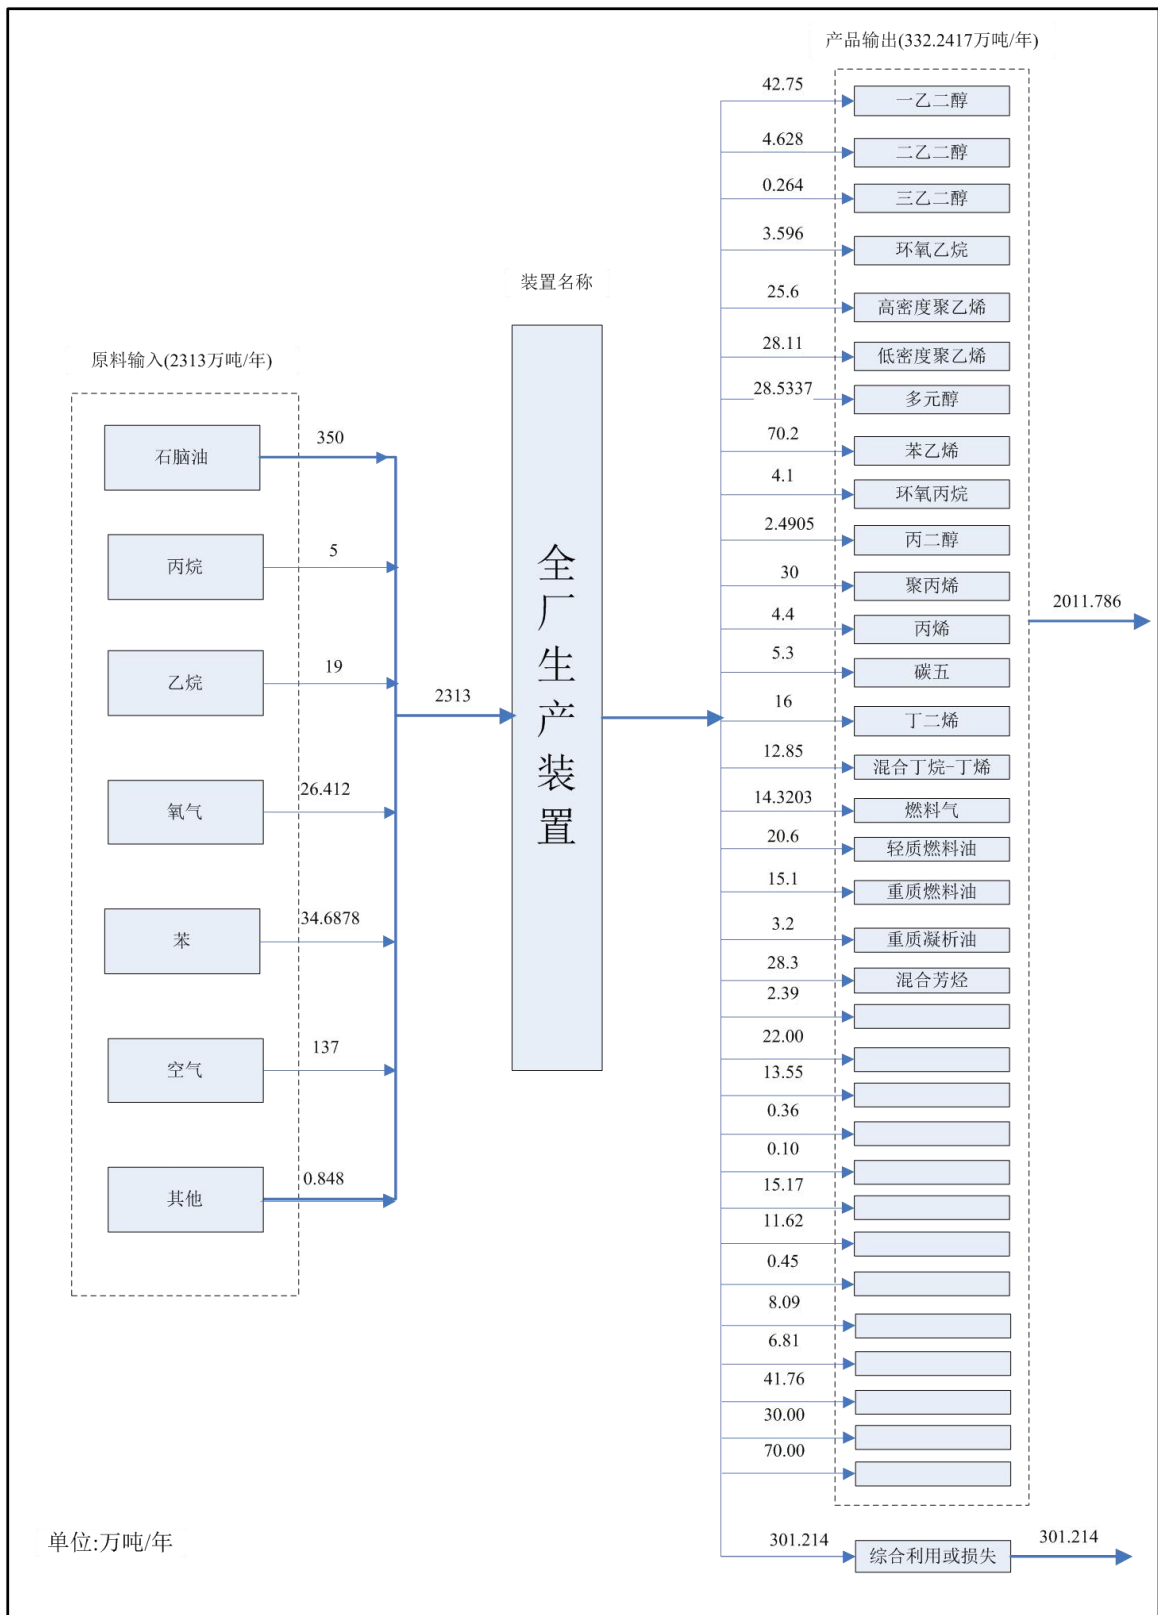 产品输出(332.2417万吨/年)
42.75
一乙二醇
4.628
二乙二醇
0.264
三乙二醇
3.596
环氧乙烷
装置名称
25.6
高密度聚乙烯
28.11
低密度聚乙烯
原料输入(2313万吨/年)
28.5337
多元醇
350
石脑油
70.2
苯乙烯
4.1
环氧丙烷
2.4905
丙二醇
5
丙烷
30
聚丙烯
2011.786
4.4
丙烯
19
乙烷
5.3
碳五
2313
16
丁二烯
12.85
混合丁烷-丁烯
全厂生产装置
26.412
氧气
14.3203
燃料气
20.6
轻质燃料油
15.1
重质燃料油
34.6878
苯
3.2
重质凝析油
28.3
混合芳烃
2.39
22.00
137
空气
13.55
0.36
0.10
0.848
其他
15.17
11.62
0.45
8.09
6.81
41.76
30.00
70.00
单位:万吨/年
301.214
综合利用或损失
301.214